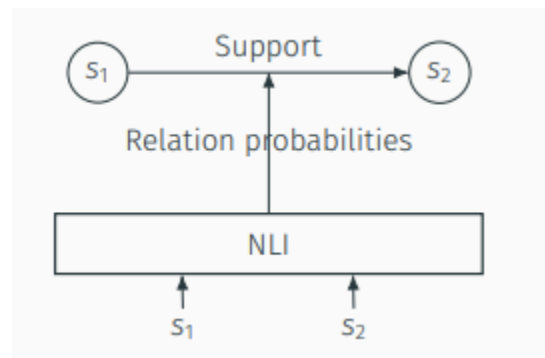 Support
s₁ s₂
Relation probabilities
NLI
s₁ s₂